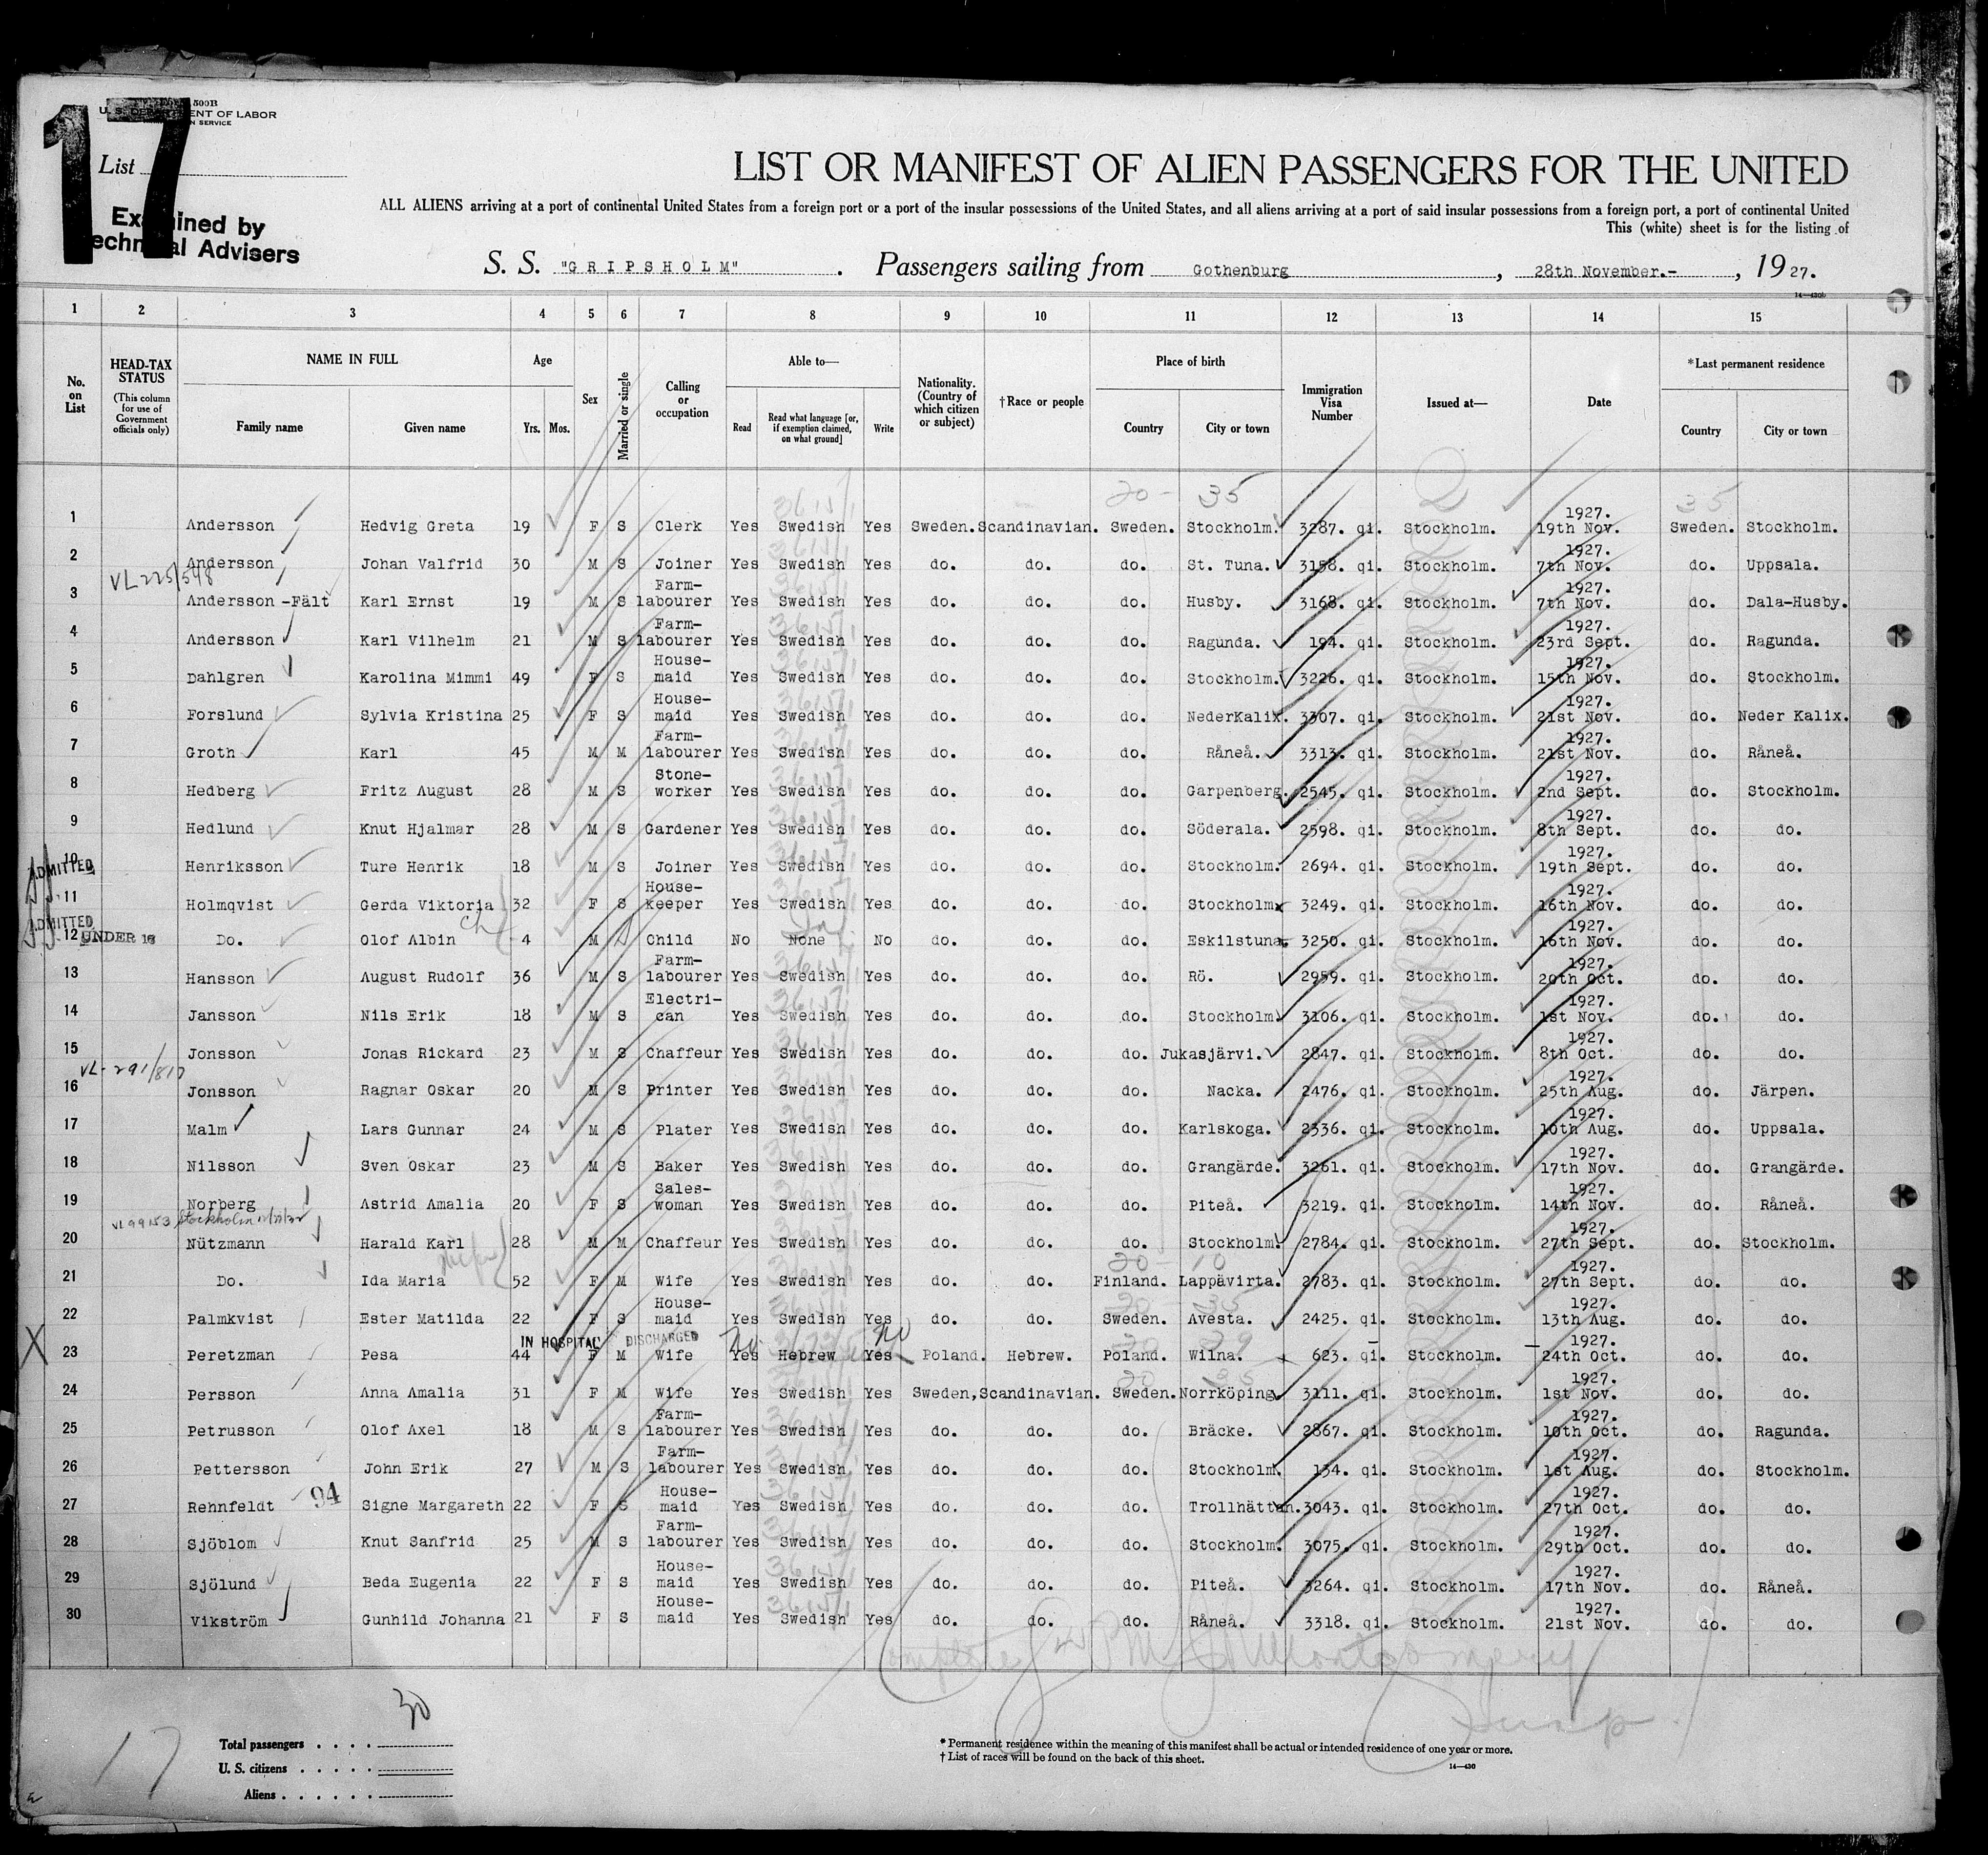 17
500B
U. S. DEPARTMENT OF LABOR
SERVICE
List
Examined by
Technical Advisers
LIST OR MANIFEST OF ALIEN PASSENGERS FOR THE UNITED
ALL ALIENS arriving at a port of continental United States from a foreign port or a port of the insular possessions of the United States, and all aliens arriving at a port of said insular possessions from a foreign port, a port of continental United
This (white) sheet is for the listing of
S. S. "GRIPSHOLM" . Passengers sailing from Gothenburg , 28th November.- , 1927.
14—430b
1 2 3 4 5 6 7 8 9 10 11 12 13 14 15
No. on List
HEAD-TAX STATUS (This column for use of Government officials only)
NAME IN FULL
Family name Given name
Age
Yrs. Mos.
Sex
Married or single
Calling or occupation
Able to—
Read Read what language [or, if exemption claimed, on what ground] Write
Nationality. (Country of which citizen or subject)
†Race or people
Place of birth
Country City or town
Immigration Visa Number
Issued at—
Date
*Last permanent residence
Country City or town
20- 35 35
1 Andersson Hedvig Greta 19 F S Clerk Yes Swedish Yes Sweden. Scandinavian. Sweden. Stockholm. 3287. qi. Stockholm. 1927. 19th Nov. Sweden. Stockholm.
2 Andersson Johan Valfrid 30 M S Joiner Yes Swedish Yes do. do. do. St. Tuna. 3158. qi. Stockholm. 1927. 7th Nov. do. Uppsala.
VL 225/548
3 Andersson -Fält Karl Ernst 19 M S Farm-labourer Yes Swedish Yes do. do. do. Husby. 3168. qi. Stockholm. 1927. 7th Nov. do. Dala-Husby.
4 Andersson Karl Vilhelm 21 M S Farm-labourer Yes Swedish Yes do. do. do. Ragunda. 194. qi. Stockholm. 1927. 23rd Sept. do. Ragunda.
5 Dahlgren Karolina Mimmi 49 F S House-maid Yes Swedish Yes do. do. do. Stockholm. 3226. qi. Stockholm. 1927. 15th Nov. do. Stockholm.
6 Forslund Sylvia Kristina 25 F S House-maid Yes Swedish Yes do. do. do. NederKalix. 3307. qi. Stockholm. 1927. 21st Nov. do. Neder Kalix.
7 Groth Karl 45 M M Farm-labourer Yes Swedish Yes do. do. do. Råneå. 3313. qi. Stockholm. 1927. 21st Nov. do. Råneå.
8 Hedberg Fritz August 28 M S Stone-worker Yes Swedish Yes do. do. do. Garpenberg. 2545. qi. Stockholm. 1927. 2nd Sept. do. Stockholm.
9 Hedlund Knut Hjalmar 28 M S Gardener Yes Swedish Yes do. do. do. Söderala. 2598. qi. Stockholm. 1927. 8th Sept. do. do.
10 Henriksson Ture Henrik 18 M S Joiner Yes Swedish Yes do. do. do. Stockholm. 2694. qi. Stockholm. 1927. 19th Sept. do. do.
ADMITTED
11 Holmqvist Gerda Viktoria 32 F S House-keeper Yes Swedish Yes do. do. do. Stockholm. 3249. qi. Stockholm. 1927. 16th Nov. do. do.
ADMITTED
12 UNDER 16 Do. Olof Albin ch 4 M S Child No None No do. do. do. Eskilstuna. 3250. qi. Stockholm. 1927. 16th Nov. do. do.
13 Hansson August Rudolf 36 M S Farm-labourer Yes Swedish Yes do. do. do. Rö. 2959. qi. Stockholm. 1927. 20th Oct. do. do.
14 Jansson Nils Erik 18 M S Electri-can Yes Swedish Yes do. do. do. Stockholm. 3106. qi. Stockholm. 1927. 1st Nov. do. do.
15 Jonsson Jonas Rickard 23 M S Chaffeur Yes Swedish Yes do. do. do. Jukasjärvi. 2847. qi. Stockholm. 1927. 8th Oct. do. do.
VL- 291/817
16 Jonsson Ragnar Oskar 20 M S Printer Yes Swedish Yes do. do. do. Nacka. 2476. qi. Stockholm. 1927. 25th Aug. do. Järpen.
17 Malm Lars Gunnar 24 M S Plater Yes Swedish Yes do. do. do. Karlskoga. 2336. qi. Stockholm. 1927. 10th Aug. do. Uppsala.
18 Nilsson Sven Oskar 23 M S Baker Yes Swedish Yes do. do. do. Grangärde. 3261. qi. Stockholm. 1927. 17th Nov. do. Grangärde.
19 Norberg Astrid Amalia 20 F S Sales-woman Yes Swedish Yes do. do. do. Piteå. 3219. qi. Stockholm. 1927. 14th Nov. do. Råneå.
Stockholm
20 Nützmann Harald Karl 28 M M Chaffeur Yes Swedish Yes do. do. do. Stockholm. 2784. qi. Stockholm. 1927. 27th Sept. do. Stockholm.
20 - 10
21 Do. Ida Maria 52 F M Wife Yes Swedish Yes do. do. Finland. Lappävirta. 2783. qi. Stockholm. 1927. 27th Sept. do. do.
20 - 35
22 Palmkvist Ester Matilda 22 F S House-maid Yes Swedish Yes do. do. Sweden. Avesta. 2425. qi. Stockholm. 1927. 13th Aug. do. do.
X IN HOSPITAL DISCHARGED No No
23 Peretzman Pesa 44 F M Wife Yes Hebrew Yes Poland. Hebrew. Poland. Wilna. 623. qi. Stockholm. 1927. 24th Oct. do. do.
24 Persson Anna Amalia 31 F M Wife Yes Swedish Yes Sweden, Scandinavian. Sweden. Norrköping. 3111. qi. Stockholm. 1927. 1st Nov. do. do.
25 Petrusson Olof Axel 18 M S Farm-labourer Yes Swedish Yes do. do. do. Bräcke. 2867. qi. Stockholm. 1927. 10th Oct. do. Ragunda.
26 Pettersson John Erik 27 M S Farm-labourer Yes Swedish Yes do. do. do. Stockholm. 134. qi. Stockholm. 1927. 1st Aug. do. Stockholm.
27 Rehnfeldt 94 Signe Margareth 22 F S House-maid Yes Swedish Yes do. do. do. Trollhättan. 3043. qi. Stockholm. 1927. 27th Oct. do. do.
28 Sjöblom Knut Sanfrid 25 M S Farm-labourer Yes Swedish Yes do. do. do. Stockholm. 3075. qi. Stockholm. 1927. 29th Oct. do. do.
29 Sjölund Beda Eugenia 22 F S House-maid Yes Swedish Yes do. do. do. Piteå. 3264. qi. Stockholm. 1927. 17th Nov. do. Råneå.
30 Vikström Gunhild Johanna 21 F S House-maid Yes Swedish Yes do. do. do. Råneå. 3318. qi. Stockholm. 1927. 21st Nov. do. do.
Montgomery
Insp.
17
30
Total passengers . . . .
U. S. citizens . . . . .
Aliens . . . . . .
* Permanent residence within the meaning of this manifest shall be actual or intended residence of one year or more.
† List of races will be found on the back of this sheet.
14—430